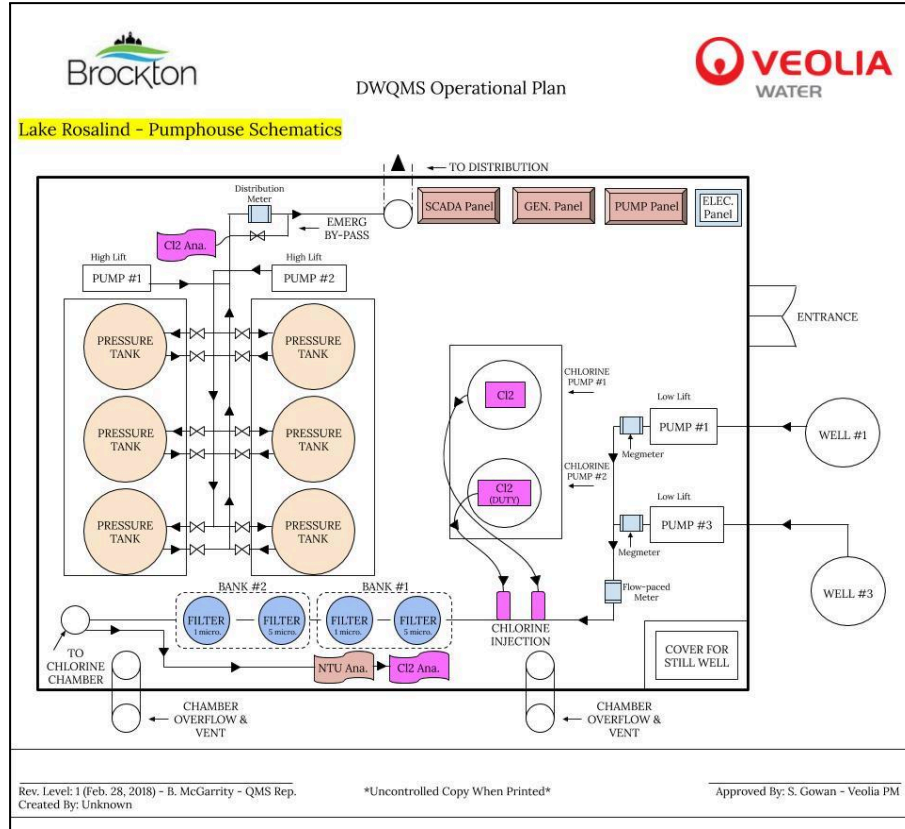 Brockton
VEOLIA
WATER
DWQMS Operational Plan
Lake Rosalind - Pumphouse Schematics
TO DISTRIBUTION
Distribution
Meter
SCADA Panel
GEN. Panel
PUMP Panel
ELEC.
Panel
EMERG
BY-PASS
Cl2 Ana.
High Lift
PUMP #1
High Lift
PUMP #2
ENTRANCE
PRESSURE
TANK
PRESSURE
TANK
PRESSURE
TANK
PRESSURE
TANK
PRESSURE
TANK
PRESSURE
TANK
CHLORINE
PUMP #1
Cl2
CHLORINE
PUMP #2
Cl2
(DUTY)
Low Lift
PUMP #1
Megmeter
WELL #1
Low Lift
PUMP #3
Megmeter
WELL #3
Flow-paced
Meter
BANK #2
BANK #1
FILTER
1 micro.
FILTER
5 micro.
FILTER
1 micro.
FILTER
5 micro.
CHLORINE
INJECTION
TO
CHLORINE
CHAMBER
NTU Ana.
Cl2 Ana.
COVER FOR
STILL WELL
CHAMBER
OVERFLOW &
VENT
CHAMBER
OVERFLOW &
VENT
Rev. Level: 1 (Feb. 28, 2018) - B. McGarrity - QMS Rep.
Created By: Unknown
*Uncontrolled Copy When Printed*
Approved By: S. Gowan - Veolia PM